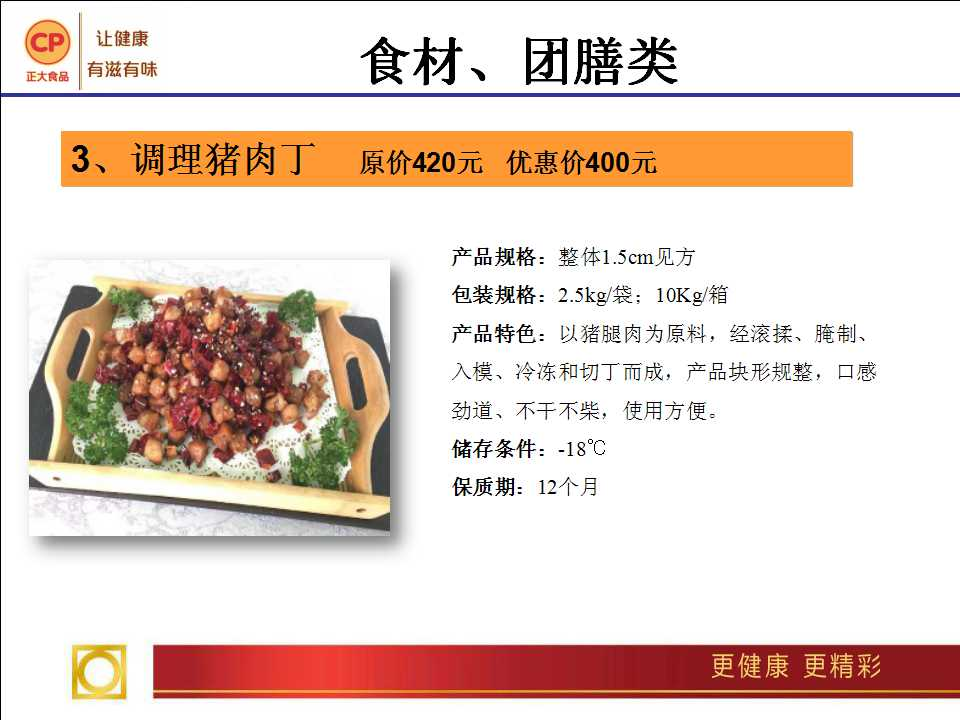 CP
正大食品
让健康
有滋有味
食材、团膳类
3、调理猪肉丁 原价420元 优惠价400元
产品规格：整体1.5cm见方
包装规格：2.5kg/袋；10Kg/箱
产品特色：以猪腿肉为原料，经滚揉、腌制、
入模、冷冻和切丁而成，产品块形规整，口感
劲道、不干不柴，使用方便。
储存条件：-18℃
保质期：12个月
更健康 更精彩